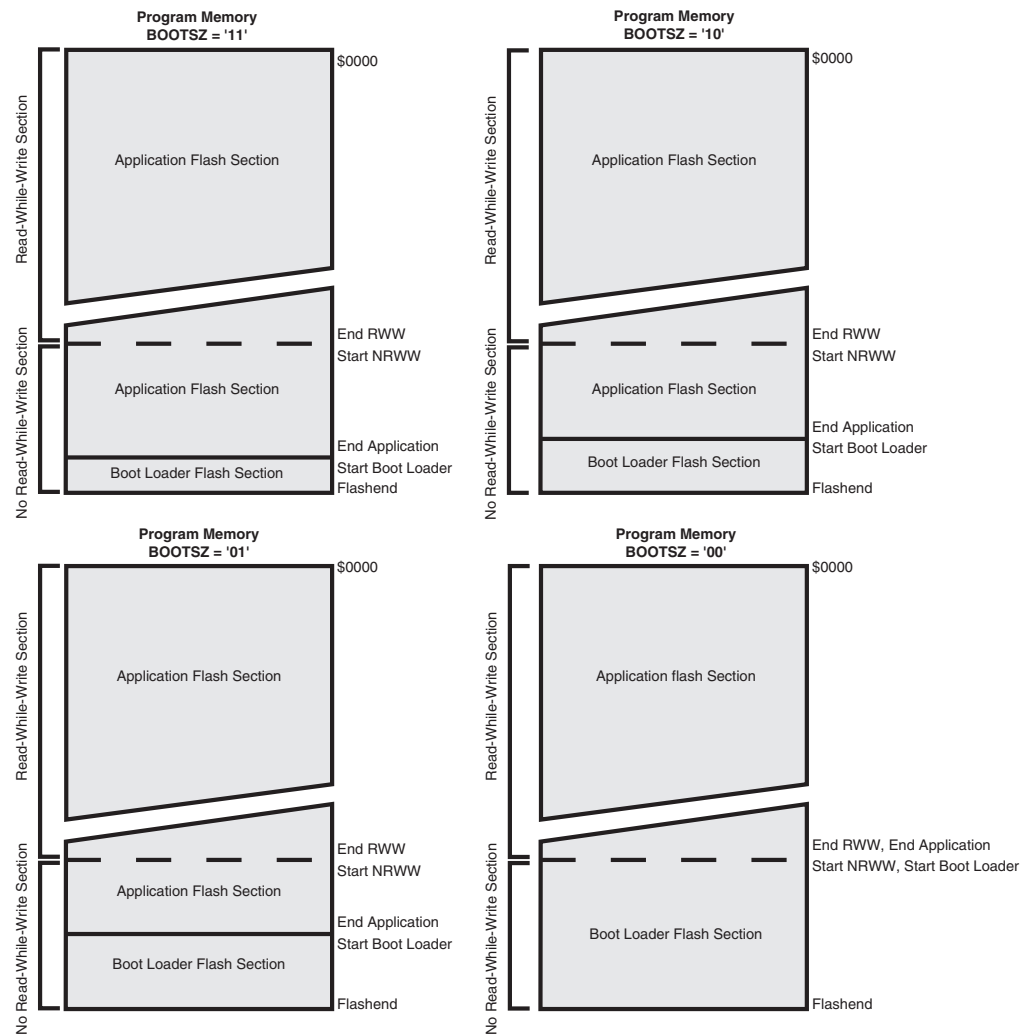 Program Memory
BOOTSZ = '11'
$0000
Read-While-Write Section
Application Flash Section
End RWW
Start NRWW
No Read-While-Write Section
Application Flash Section
End Application
Start Boot Loader
Boot Loader Flash Section
Flashend
Program Memory
BOOTSZ = '10'
$0000
Read-While-Write Section
Application Flash Section
End RWW
Start NRWW
No Read-While-Write Section
Application Flash Section
End Application
Start Boot Loader
Boot Loader Flash Section
Flashend
Program Memory
BOOTSZ = '01'
$0000
Read-While-Write Section
Application Flash Section
End RWW
Start NRWW
No Read-While-Write Section
Application Flash Section
End Application
Start Boot Loader
Boot Loader Flash Section
Flashend
Program Memory
BOOTSZ = '00'
$0000
Read-While-Write Section
Application flash Section
End RWW, End Application
Start NRWW, Start Boot Loader
No Read-While-Write Section
Boot Loader Flash Section
Flashend